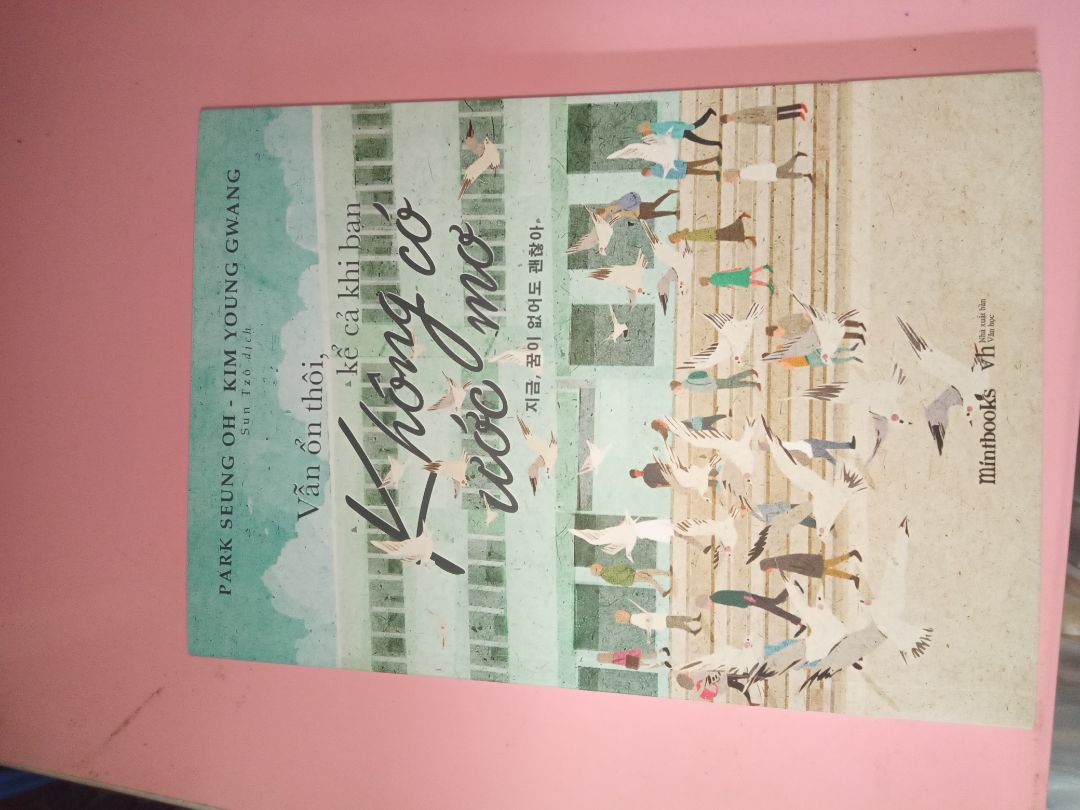 PARK SEUNG OH - KIM YOUNG GWANG
Sun Tzô dịch
Vẫn ổn thôi,
kể cả khi bạn
Không có
ước mơ
지금, 꿈이 없어도 괜찮아.
mintbooks
Nhà xuất bản
Văn học